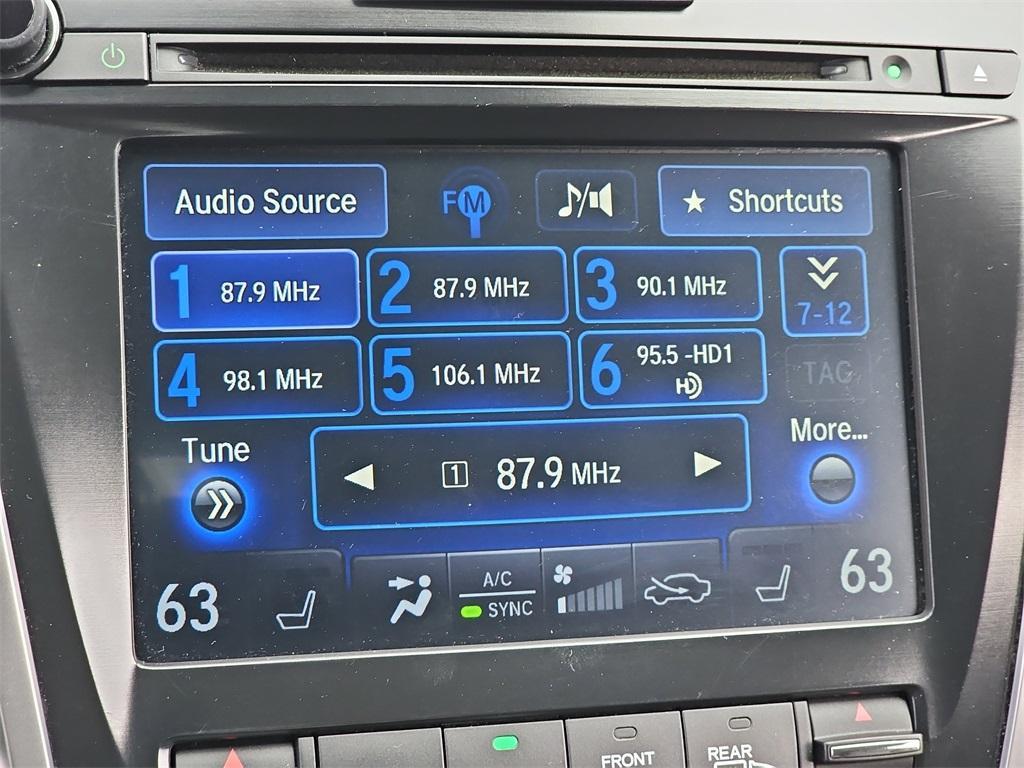 Audio Source
FM
Shortcuts
1 87.9 MHz
2 87.9 MHz
3 90.1 MHz
7-12
4 98.1 MHz
5 106.1 MHz
6 95.5 -HD1
HD
TAG
Tune
1 87.9 MHz
More...
63
A/C
SYNC
63
FRONT
REAR